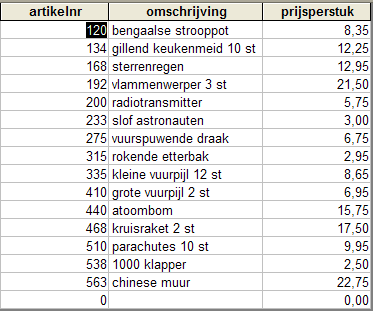 artikelnr omschrijving prijsperstuk
120 bengaalse strooppot 8,35
134 gillend keukenmeid 10 st 12,25
168 sterrenregen 12,95
192 vlammenwerper 3 st 21,50
200 radiotransmitter 5,75
233 slof astronauten 3,00
275 vuurspuwende draak 6,75
315 rokende etterbak 2,95
335 kleine vuurpijl 12 st 8,65
410 grote vuurpijl 2 st 6,95
440 atoombom 15,75
468 kruisraket 2 st 17,50
510 parachutes 10 st 9,95
538 1000 klapper 2,50
563 chinese muur 22,75
0 0,00